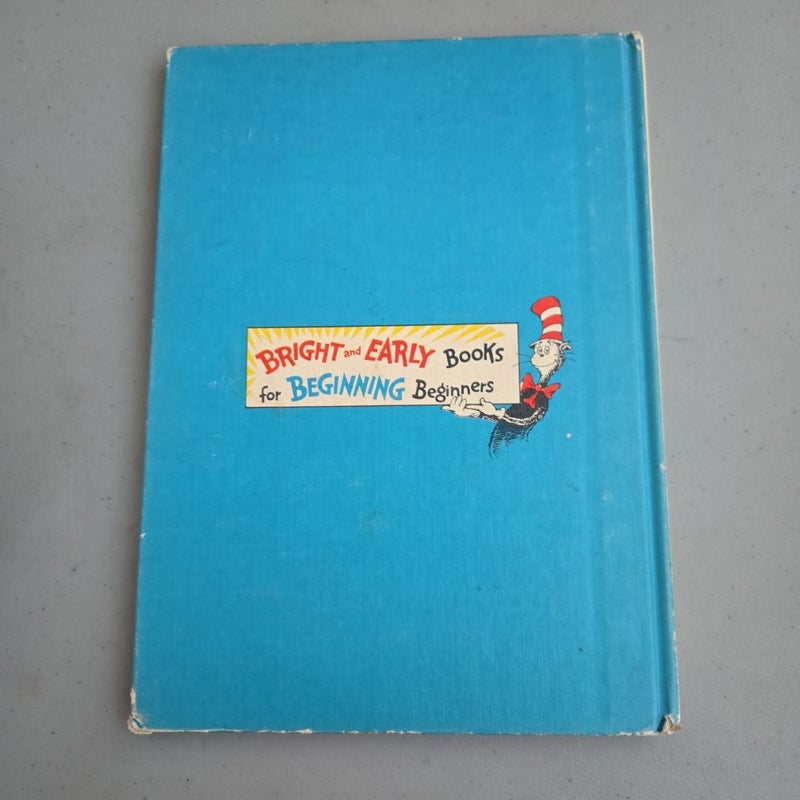 BRIGHT and EARLY BOOKS
for BEGINNING Beginners